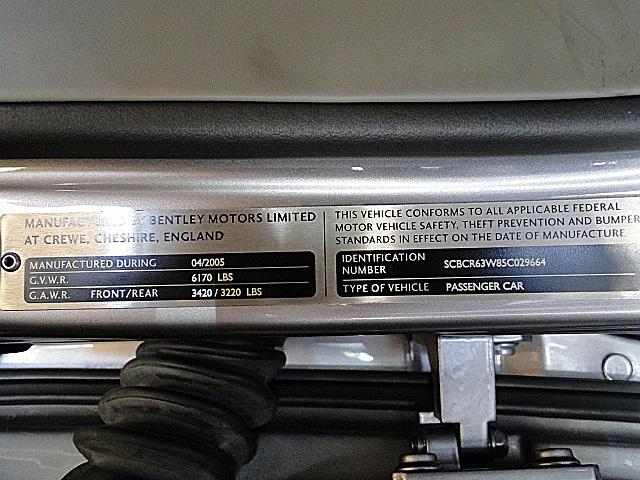 MANUFACTURED BY BENTLEY MOTORS LIMITED
AT CREWE, CHESHIRE, ENGLAND
MANUFACTURED DURING 04/2005
G.V.W.R. 6170 LBS
G.A.W.R. FRONT/REAR 3420 / 3220 LBS
THIS VEHICLE CONFORMS TO ALL APPLICABLE FEDERAL
MOTOR VEHICLE SAFETY, THEFT PREVENTION AND BUMPER
STANDARDS IN EFFECT ON THE DATE OF MANUFACTURE
IDENTIFICATION
NUMBER SCBCR63W85C029664
TYPE OF VEHICLE PASSENGER CAR